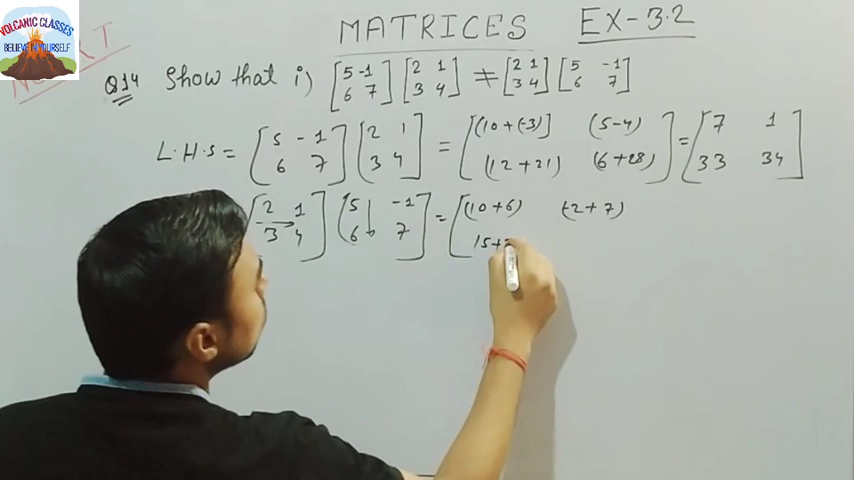 VOLCANIC CLASSES
BELIEVE IN YOURSELF
MATRICES EX-3.2
Q14 Show that i) [5 -1 6 7] [2 1 3 4] ≠ [2 1 3 4] [5 -1 6 7]
L.H.S = [5 -1 6 7] [2 1 3 4] = [(10+(-3)] (5-4) (12+21) (6+28)] = [7 1 33 34]
[2 1 3 4] [5 -1 6 7] = [(10+6) (-2+7)
15+